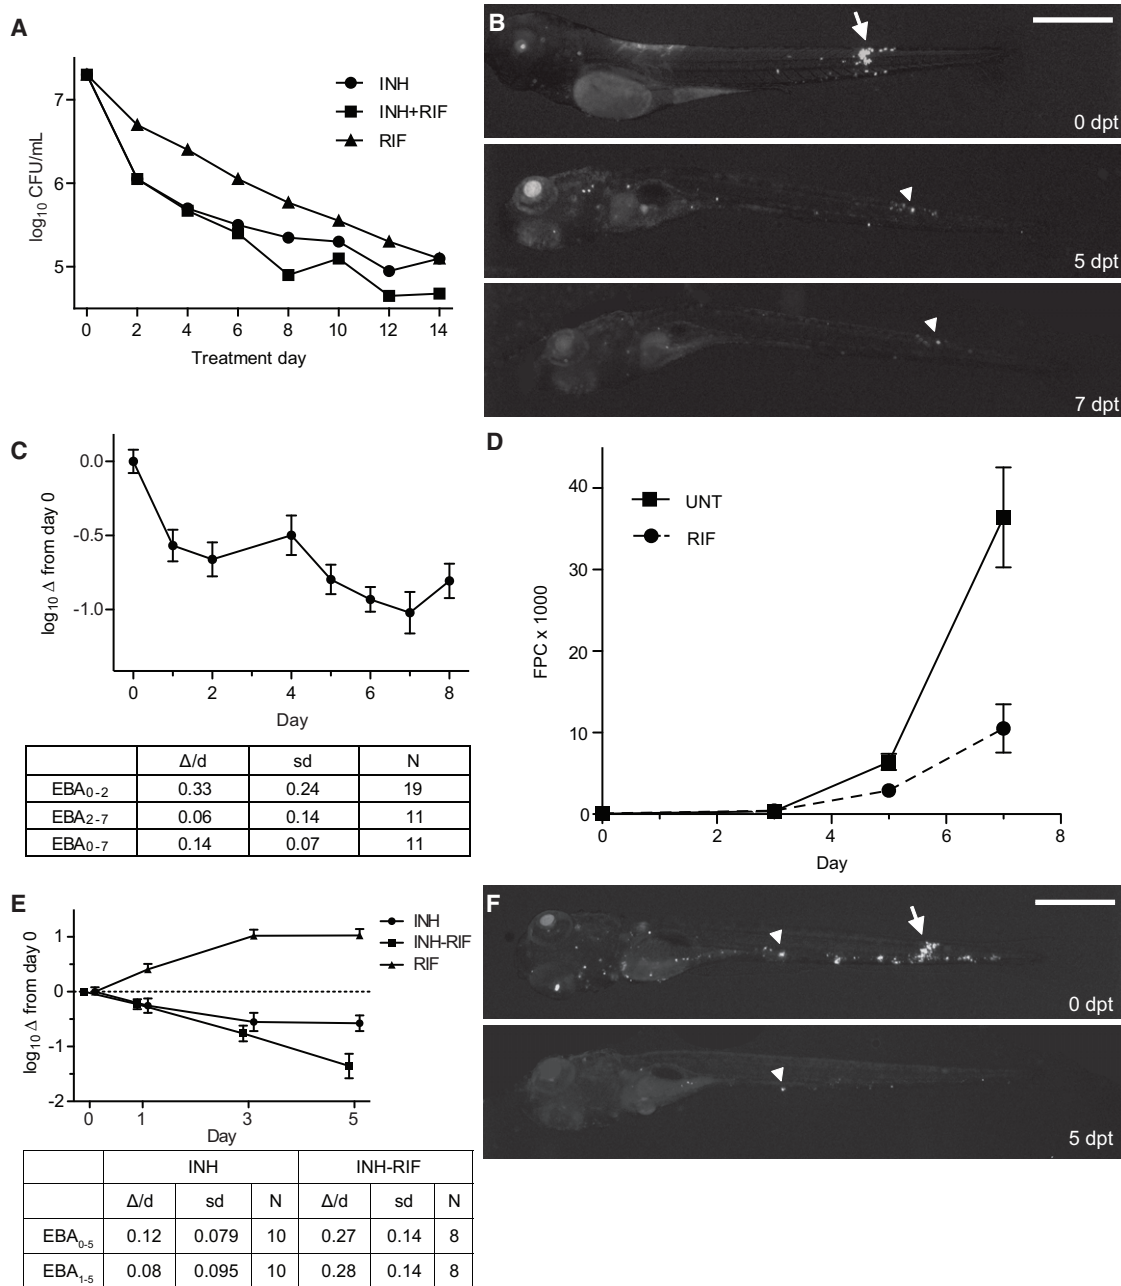 A
7
6
5
log10 CFU/mL
INH
INH+RIF
RIF
0 2 4 6 8 10 12 14
Treatment day
B
0 dpt
5 dpt
7 dpt
C
0.0
-0.5
-1.0
log10 Δ from day 0
0 2 4 6 8
Day
Δ/d sd N
EBA0-2 0.33 0.24 19
EBA2-7 0.06 0.14 11
EBA0-7 0.14 0.07 11
D
40
30
20
10
0
FPC x 1000
UNT
RIF
0 2 4 6 8
Day
E
1
0
-1
-2
log10 Δ from day 0
INH
INH-RIF
RIF
0 1 3 5
Day
INH INH-RIF
Δ/d sd N Δ/d sd N
EBA0-5 0.12 0.079 10 0.27 0.14 8
EBA1-5 0.08 0.095 10 0.28 0.14 8
F
0 dpt
5 dpt